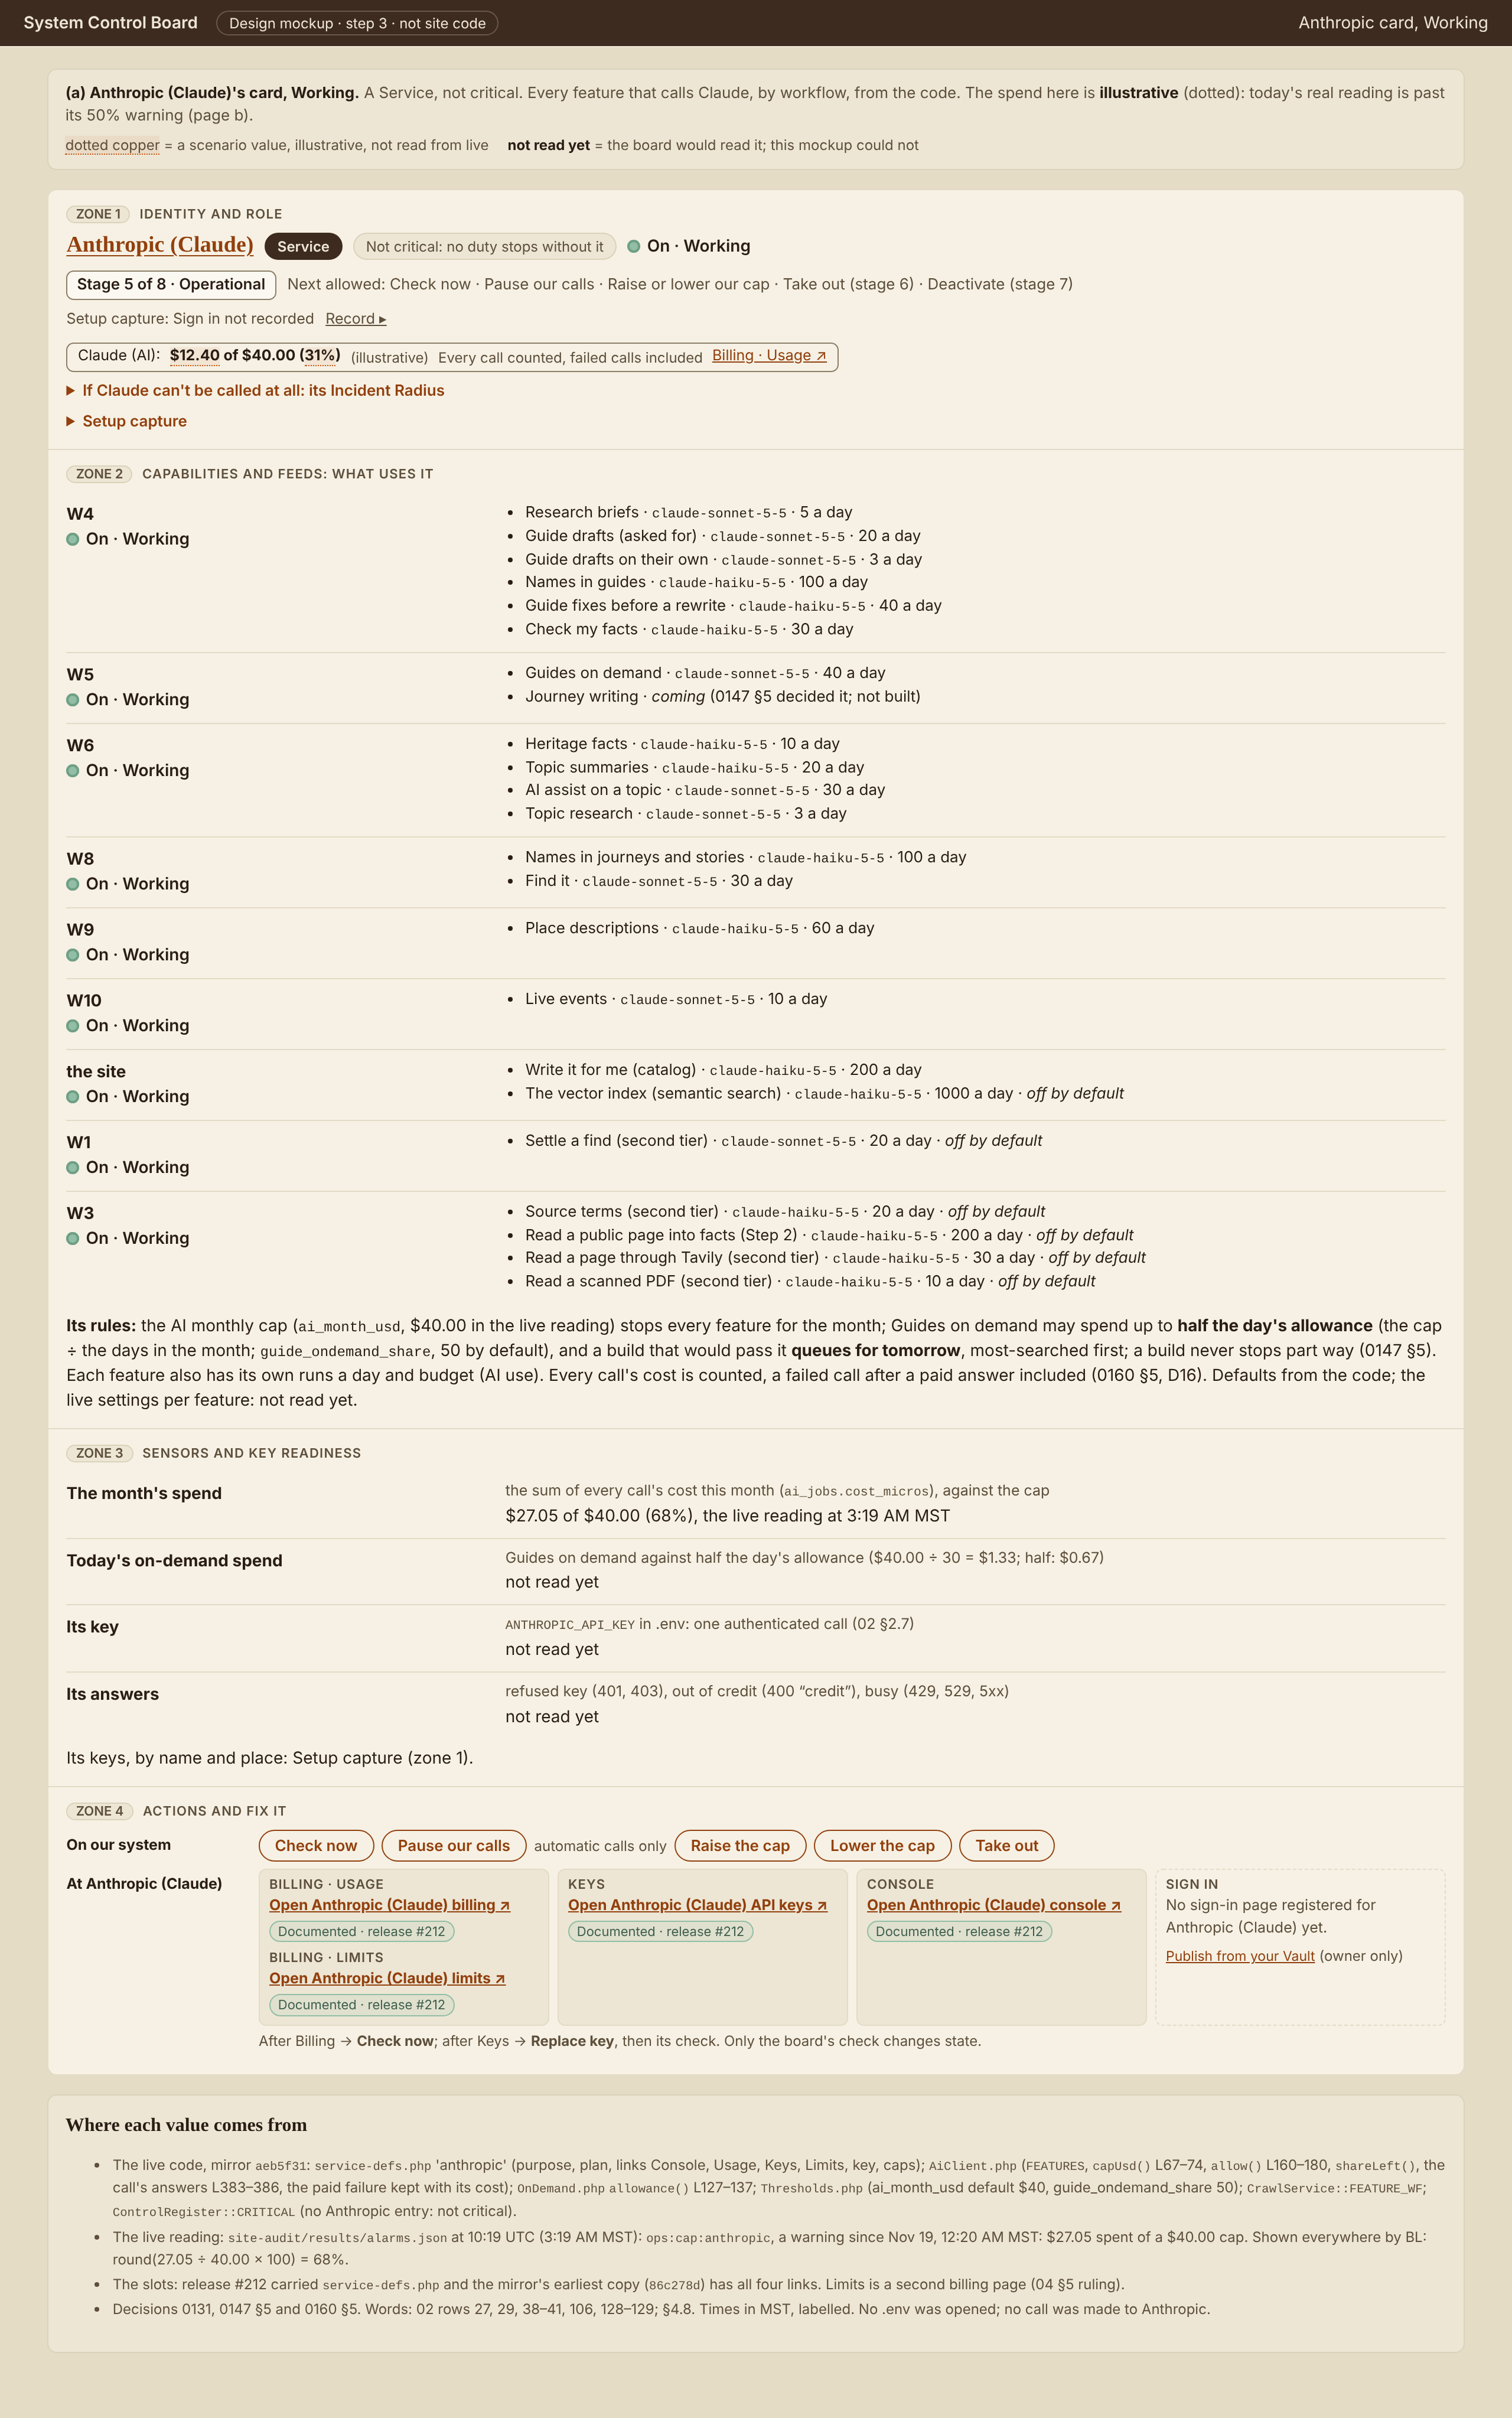 System Control Board
Design mockup · step 3 · not site code
Anthropic card, Working
(a) Anthropic (Claude)'s card, Working. A Service, not critical. Every feature that calls Claude, by workflow, from the code. The spend here is illustrative (dotted): today's real reading is past
its 50% warning (page b).
dotted copper = a scenario value, illustrative, not read from live not read yet = the board would read it; this mockup could not
ZONE 1 IDENTITY AND ROLE
Anthropic (Claude) Service Not critical: no duty stops without it On · Working
Stage 5 of 8 · Operational Next allowed: Check now · Pause our calls · Raise or lower our cap · Take out (stage 6) · Deactivate (stage 7)
Setup capture: Sign in not recorded Record ▸
Claude (AI): $12.40 of $40.00 (31%) (illustrative) Every call counted, failed calls included Billing · Usage ↗
▶ If Claude can't be called at all: its Incident Radius
▶ Setup capture
ZONE 2 CAPABILITIES AND FEEDS: WHAT USES IT
W4
On · Working
• Research briefs · claude-sonnet-5-5 · 5 a day
• Guide drafts (asked for) · claude-sonnet-5-5 · 20 a day
• Guide drafts on their own · claude-sonnet-5-5 · 3 a day
• Names in guides · claude-haiku-5-5 · 100 a day
• Guide fixes before a rewrite · claude-haiku-5-5 · 40 a day
• Check my facts · claude-haiku-5-5 · 30 a day
W5
On · Working
• Guides on demand · claude-sonnet-5-5 · 40 a day
• Journey writing · coming (0147 §5 decided it; not built)
W6
On · Working
• Heritage facts · claude-haiku-5-5 · 10 a day
• Topic summaries · claude-haiku-5-5 · 20 a day
• AI assist on a topic · claude-sonnet-5-5 · 30 a day
• Topic research · claude-sonnet-5-5 · 3 a day
W8
On · Working
• Names in journeys and stories · claude-haiku-5-5 · 100 a day
• Find it · claude-sonnet-5-5 · 30 a day
W9
On · Working
• Place descriptions · claude-haiku-5-5 · 60 a day
W10
On · Working
• Live events · claude-sonnet-5-5 · 10 a day
the site
On · Working
• Write it for me (catalog) · claude-haiku-5-5 · 200 a day
• The vector index (semantic search) · claude-haiku-5-5 · 1000 a day · off by default
W1
On · Working
• Settle a find (second tier) · claude-sonnet-5-5 · 20 a day · off by default
W3
On · Working
• Source terms (second tier) · claude-haiku-5-5 · 20 a day · off by default
• Read a public page into facts (Step 2) · claude-haiku-5-5 · 200 a day · off by default
• Read a page through Tavily (second tier) · claude-haiku-5-5 · 30 a day · off by default
• Read a scanned PDF (second tier) · claude-haiku-5-5 · 10 a day · off by default
Its rules: the AI monthly cap (ai_month_usd, $40.00 in the live reading) stops every feature for the month; Guides on demand may spend up to half the day's allowance (the cap
÷ the days in the month; guide_ondemand_share, 50 by default), and a build that would pass it queues for tomorrow, most-searched first; a build never stops part way (0147 §5).
Each feature also has its own runs a day and budget (AI use). Every call's cost is counted, a failed call after a paid answer included (0160 §5, D16). Defaults from the code; the
live settings per feature: not read yet.
ZONE 3 SENSORS AND KEY READINESS
The month's spend
the sum of every call's cost this month (ai_jobs.cost_micros), against the cap
$27.05 of $40.00 (68%), the live reading at 3:19 AM MST
Today's on-demand spend
Guides on demand against half the day's allowance ($40.00 ÷ 30 = $1.33; half: $0.67)
not read yet
Its key
ANTHROPIC_API_KEY in .env: one authenticated call (02 §2.7)
not read yet
Its answers
refused key (401, 403), out of credit (400 “credit”), busy (429, 529, 5xx)
not read yet
Its keys, by name and place: Setup capture (zone 1).
ZONE 4 ACTIONS AND FIX IT
On our system Check now Pause our calls automatic calls only Raise the cap Lower the cap Take out
At Anthropic (Claude)
BILLING · USAGE
Open Anthropic (Claude) billing ↗
Documented · release #212
BILLING · LIMITS
Open Anthropic (Claude) limits ↗
Documented · release #212
KEYS
Open Anthropic (Claude) API keys ↗
Documented · release #212
CONSOLE
Open Anthropic (Claude) console ↗
Documented · release #212
SIGN IN
No sign-in page registered for
Anthropic (Claude) yet.
Publish from your Vault (owner only)
After Billing → Check now; after Keys → Replace key, then its check. Only the board's check changes state.
Where each value comes from
• The live code, mirror aeb5f31: service-defs.php 'anthropic' (purpose, plan, links Console, Usage, Keys, Limits, key, caps); AiClient.php (FEATURES, capUsd() L67–74, allow() L160–180, shareLeft(), the
call's answers L383–386, the paid failure kept with its cost); OnDemand.php allowance() L127–137; Thresholds.php (ai_month_usd default $40, guide_ondemand_share 50); CrawlService::FEATURE_WF;
ControlRegister::CRITICAL (no Anthropic entry: not critical).
• The live reading: site-audit/results/alarms.json at 10:19 UTC (3:19 AM MST): ops:cap:anthropic, a warning since Nov 19, 12:20 AM MST: $27.05 spent of a $40.00 cap. Shown everywhere by BL:
round(27.05 ÷ 40.00 × 100) = 68%.
• The slots: release #212 carried service-defs.php and the mirror's earliest copy (86c278d) has all four links. Limits is a second billing page (04 §5 ruling).
• Decisions 0131, 0147 §5 and 0160 §5. Words: 02 rows 27, 29, 38–41, 106, 128–129; §4.8. Times in MST, labelled. No .env was opened; no call was made to Anthropic.